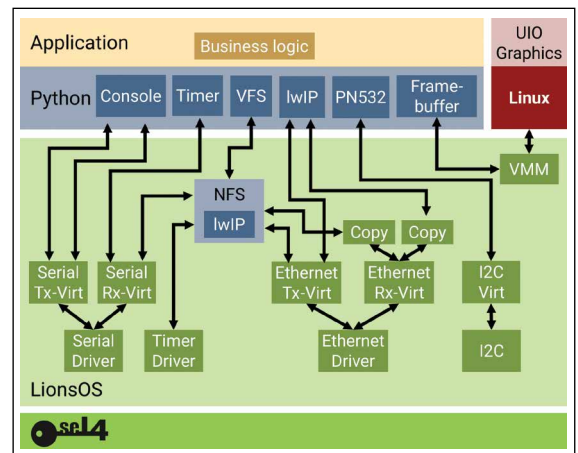 Application
Business logic
UIO
Graphics
Python
Console
Timer
VFS
lwIP
PN532
Frame-
buffer
Linux
VMM
NFS
lwIP
Copy
Copy
Serial
Tx-Virt
Serial
Rx-Virt
Ethernet
Tx-Virt
Ethernet
Rx-Virt
I2C
Virt
Serial
Driver
Timer
Driver
Ethernet
Driver
I2C
LionsOS
seL4